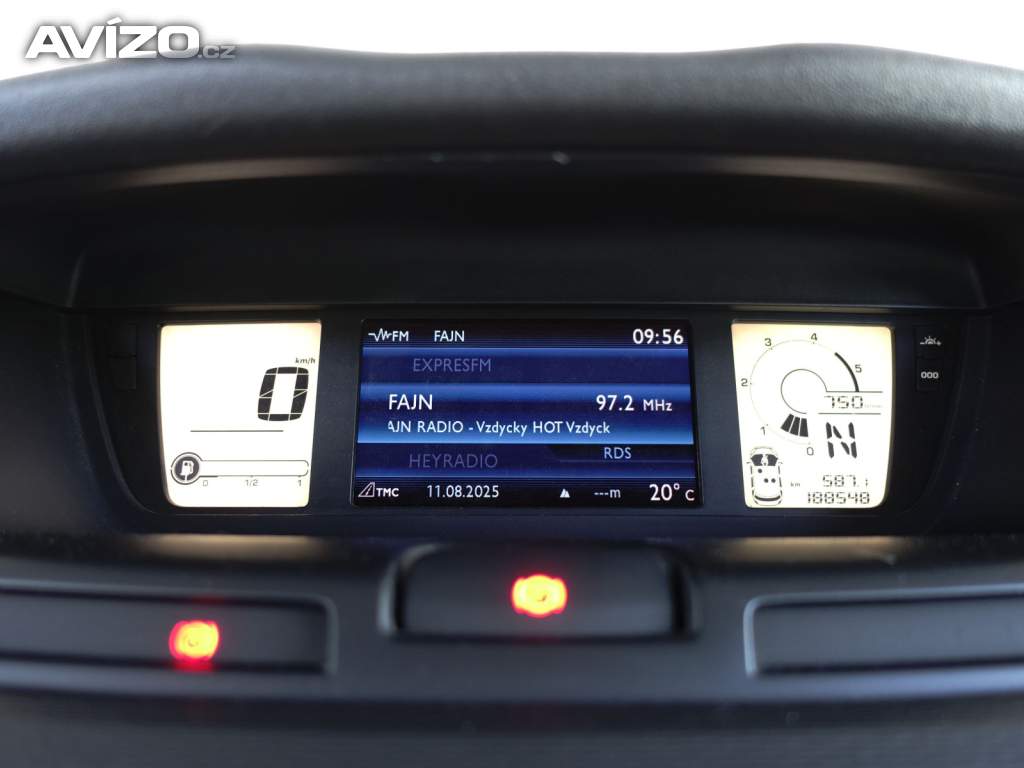 AVÍZO.cz
FM FAJN 09:56
EXPRESFM
FAJN 97.2 MHz
AJN RADIO - Vzdycky HOT Vzdyck
RDS
HEYRADIO
TMC 11.08.2025 ---m 20° C
km/h
0
0 1/2 1
0 1 2 3 4 5
750
N
km 587.1
188548